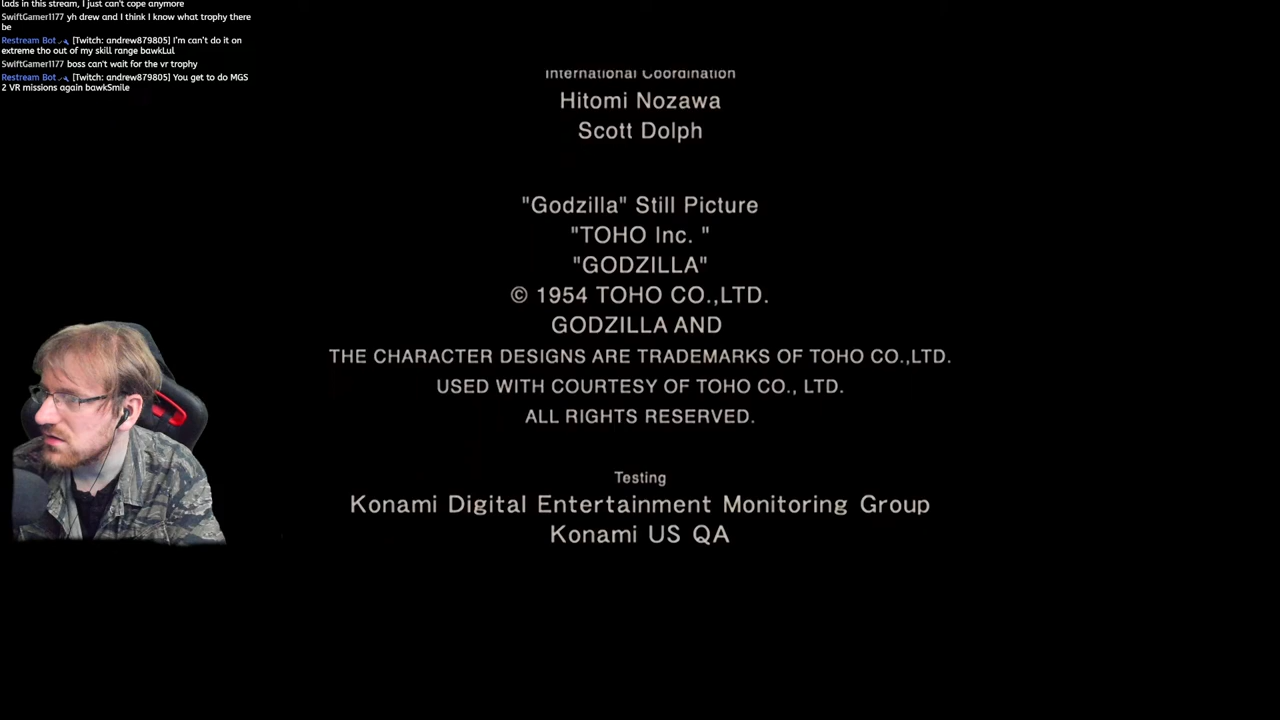 lads in this stream, I just can't cope anymore
SwiftGamer1177 yh drew and I think I know what trophy there
be
Restream Bot [Twitch: andrew879805] I'm can't do it on
extreme tho out of my skill range bawkLul
SwiftGamer1177 boss can't wait for the vr trophy
Restream Bot [Twitch: andrew879805] You get to do MGS
2 VR missions again bawkSmile
International Coordination
Hitomi Nozawa
Scott Dolph
"Godzilla" Still Picture
"TOHO Inc. "
"GODZILLA"
© 1954 TOHO CO.,LTD.
GODZILLA AND
THE CHARACTER DESIGNS ARE TRADEMARKS OF TOHO CO.,LTD.
USED WITH COURTESY OF TOHO CO., LTD.
ALL RIGHTS RESERVED.
Testing
Konami Digital Entertainment Monitoring Group
Konami US QA